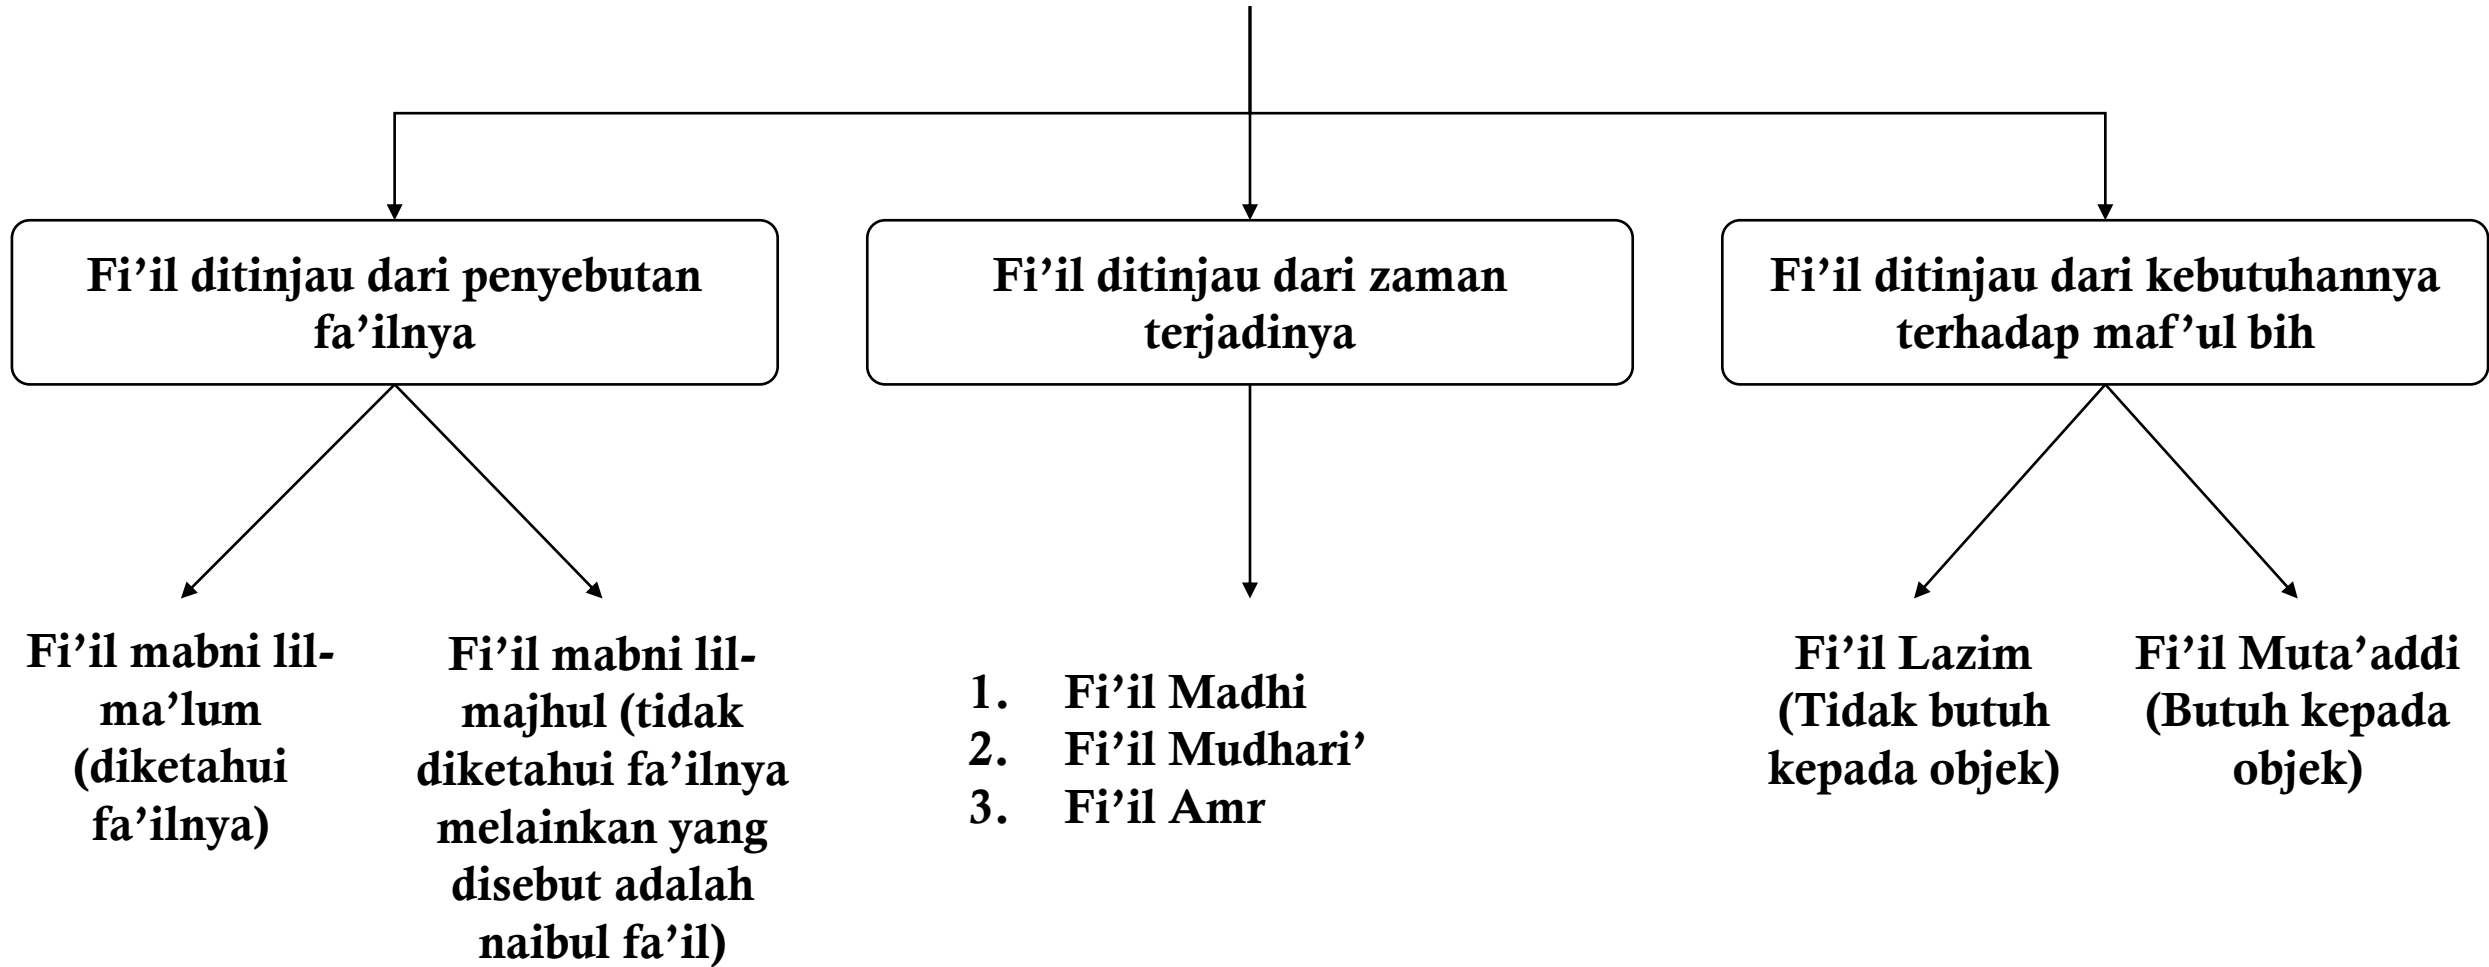 Fi’il ditinjau dari penyebutan
fa’ilnya
Fi’il ditinjau dari zaman
terjadinya
Fi’il ditinjau dari kebutuhannya
terhadap maf’ul bih
Fi’il mabni lil-
ma’lum
(diketahui
fa’ilnya)
Fi’il mabni lil-
majhul (tidak
diketahui fa’ilnya
melainkan yang
disebut adalah
naibul fa’il)
1. Fi’il Madhi
2. Fi’il Mudhari’
3. Fi’il Amr
Fi’il Lazim
(Tidak butuh
kepada objek)
Fi’il Muta’addi
(Butuh kepada
objek)